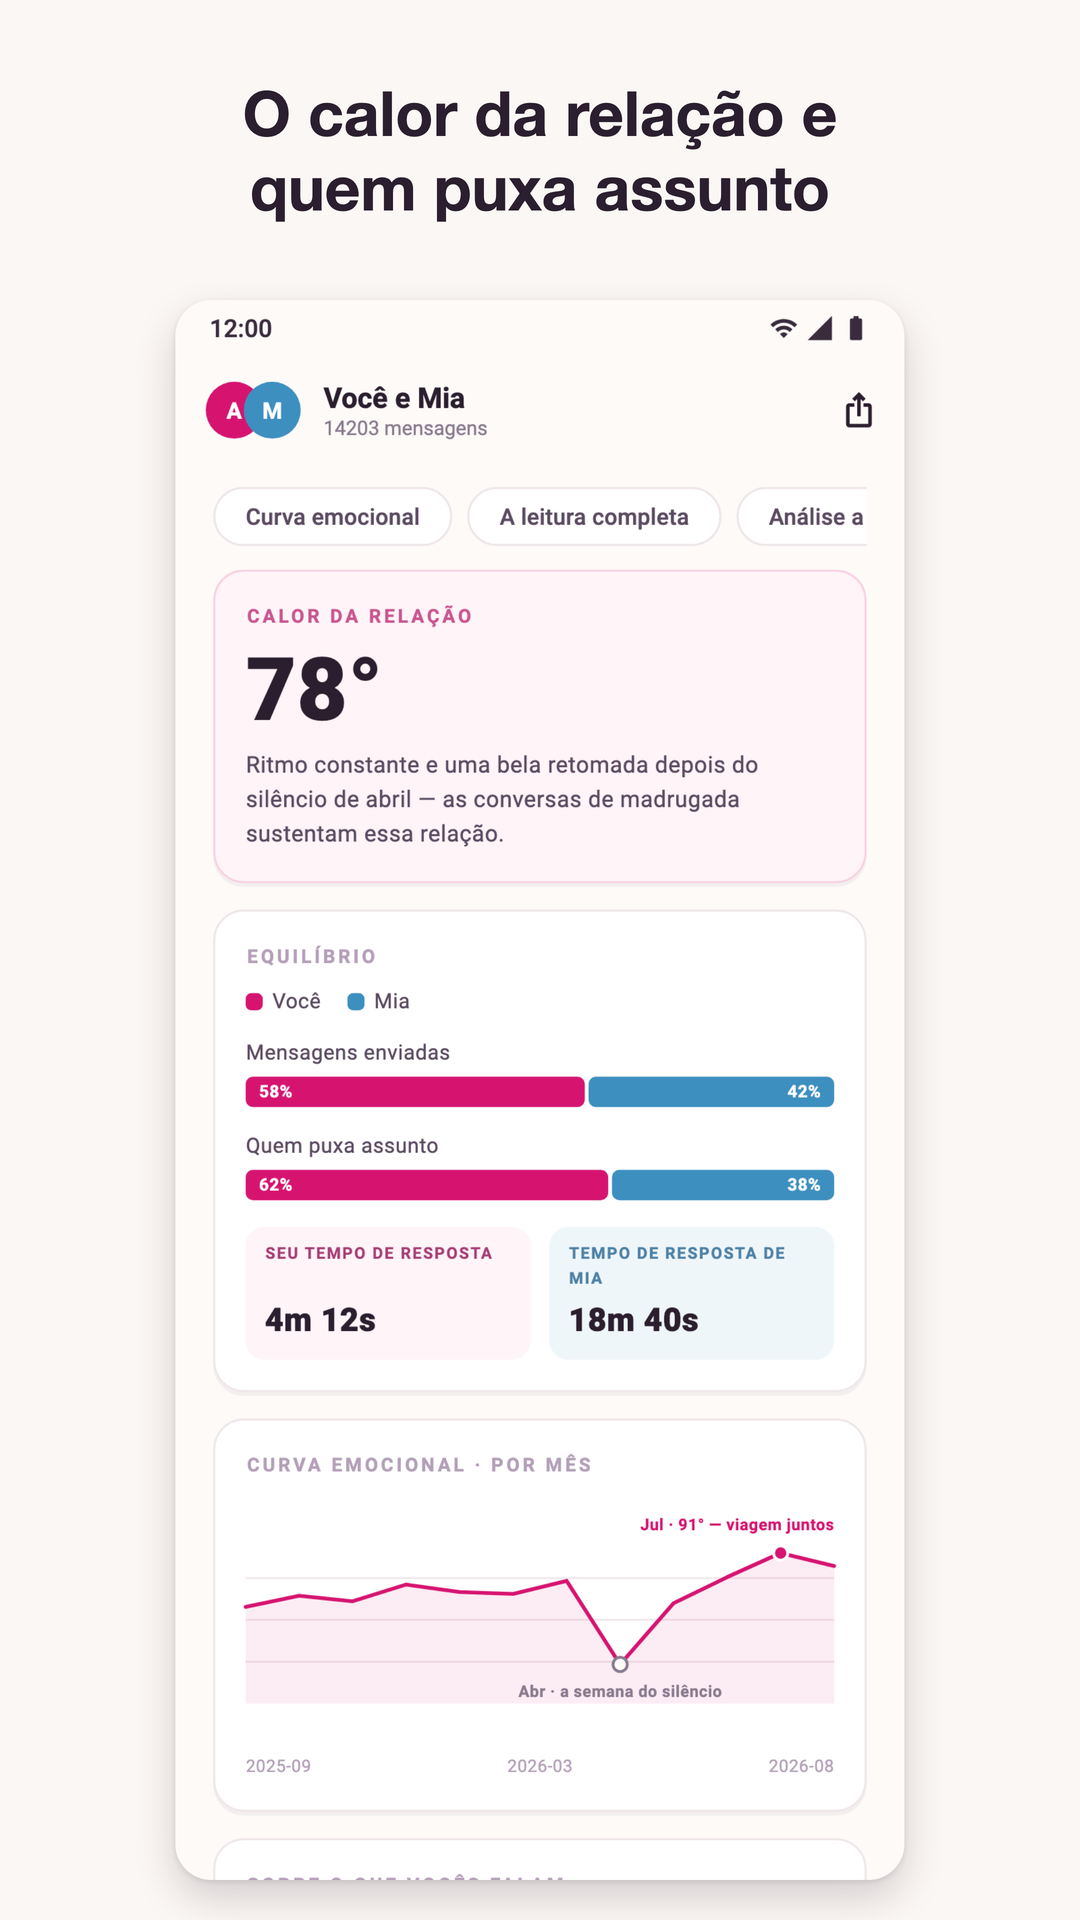 O calor da relação e
quem puxa assunto
12:00
A M
Você e Mia
14203 mensagens
Curva emocional
A leitura completa
Análise a
CALOR DA RELAÇÃO
78°
Ritmo constante e uma bela retomada depois do
silêncio de abril — as conversas de madrugada
sustentam essa relação.
EQUILÍBRIO
Você
Mia
Mensagens enviadas
58%
42%
Quem puxa assunto
62%
38%
SEU TEMPO DE RESPOSTA
4m 12s
TEMPO DE RESPOSTA DE
MIA
18m 40s
CURVA EMOCIONAL · POR MÊS
Jul · 91° — viagem juntos
Abr · a semana do silêncio
2025-09
2026-03
2026-08